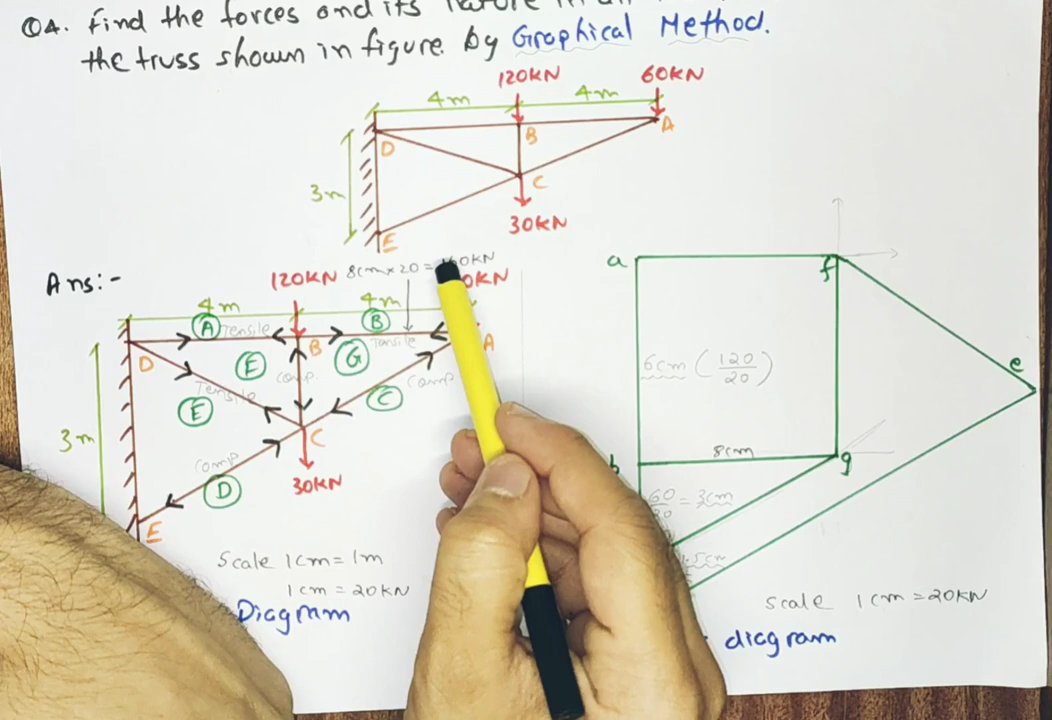 Q4. Find the forces and its
the truss shown in figure by Graphical Method.
120KN 60KN
4m 4m
D B A
3m
C
30KN
E
Ans:-
120KN 8cm×20=
4m 4m
A Tensile B
D B G Tensile A
F comp. comp
Tensile C
E
3m C
comp
D 30KN
E
Scale 1cm=1m
1cm=20KN
Diagram
a f
6cm (120/20) e
8cm
b g
60 = 3cm
Scale 1cm=20KN
diagram